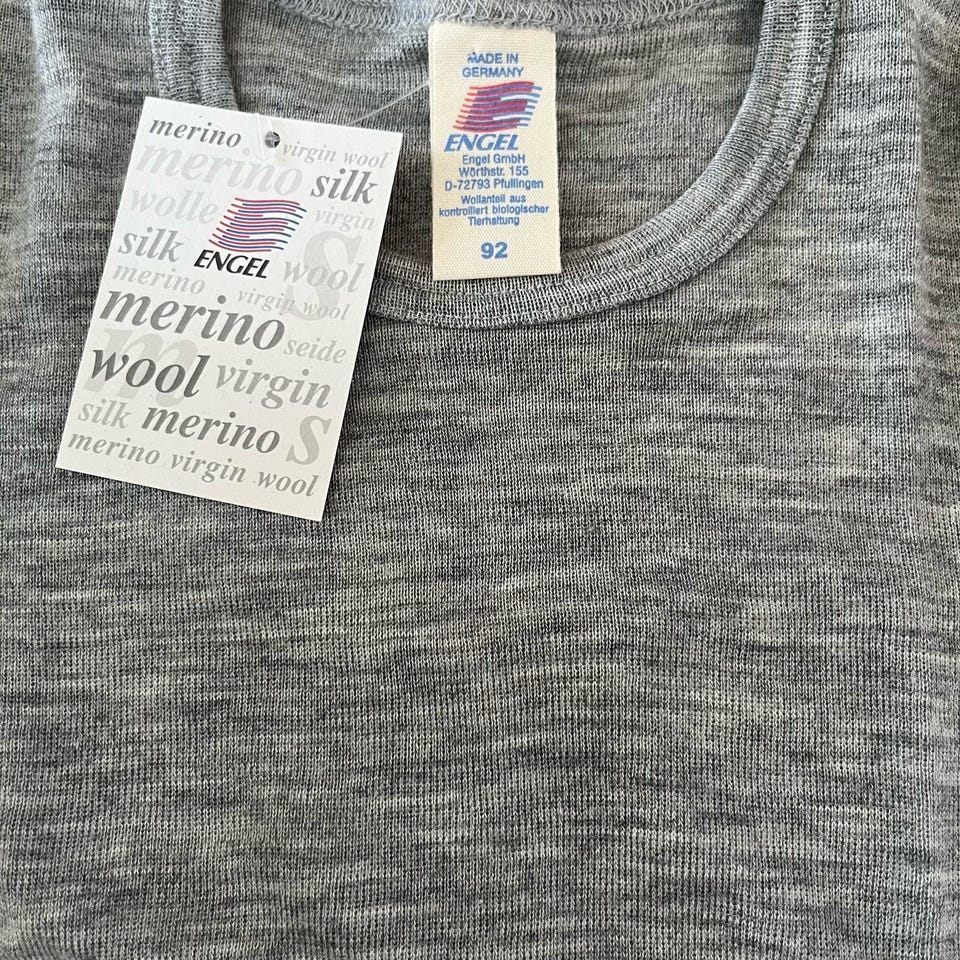 merino virgin wool
merino silk
wolle virgin
silk ENGEL S
merino wool
virgin wool
merino
seide
m
wool virgin
silk merino S
merino virgin wool
MADE IN
GERMANY
ENGEL
Engel GmbH
Wörthstr. 155
D-72793 Pfullingen
Wollanteil aus
kontrolliert biologischer
Tierhaltung
92